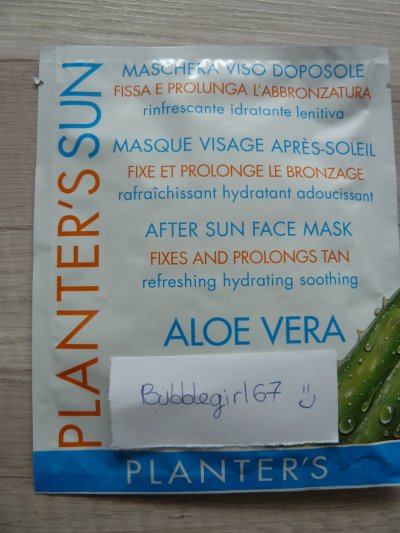 PLANTER'S SUN
MASCHERA VISO DOPOSOLE
FISSA E PROLUNGA L'ABBRONZATURA
rinfrescante idratante lenitiva
MASQUE VISAGE APRÈS-SOLEIL
FIXE ET PROLONGE LE BRONZAGE
rafraîchissant hydratant adoucissant
AFTER SUN FACE MASK
FIXES AND PROLONGS TAN
refreshing hydrating soothing
ALOE VERA
Bubblegirl67 :)
PLANTER'S